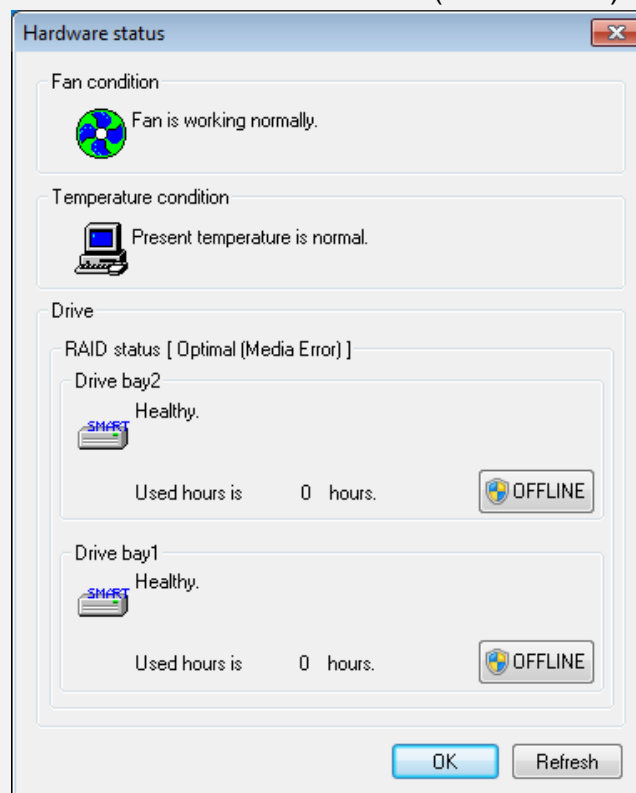 Hardware status
Fan condition
Fan is working normally.
Temperature condition
Present temperature is normal.
Drive
RAID status [ Optimal (Media Error) ]
Drive bay2
SMART
Healthy.
Used hours is 0 hours.
OFFLINE
Drive bay1
SMART
Healthy.
Used hours is 0 hours.
OFFLINE
OK
Refresh